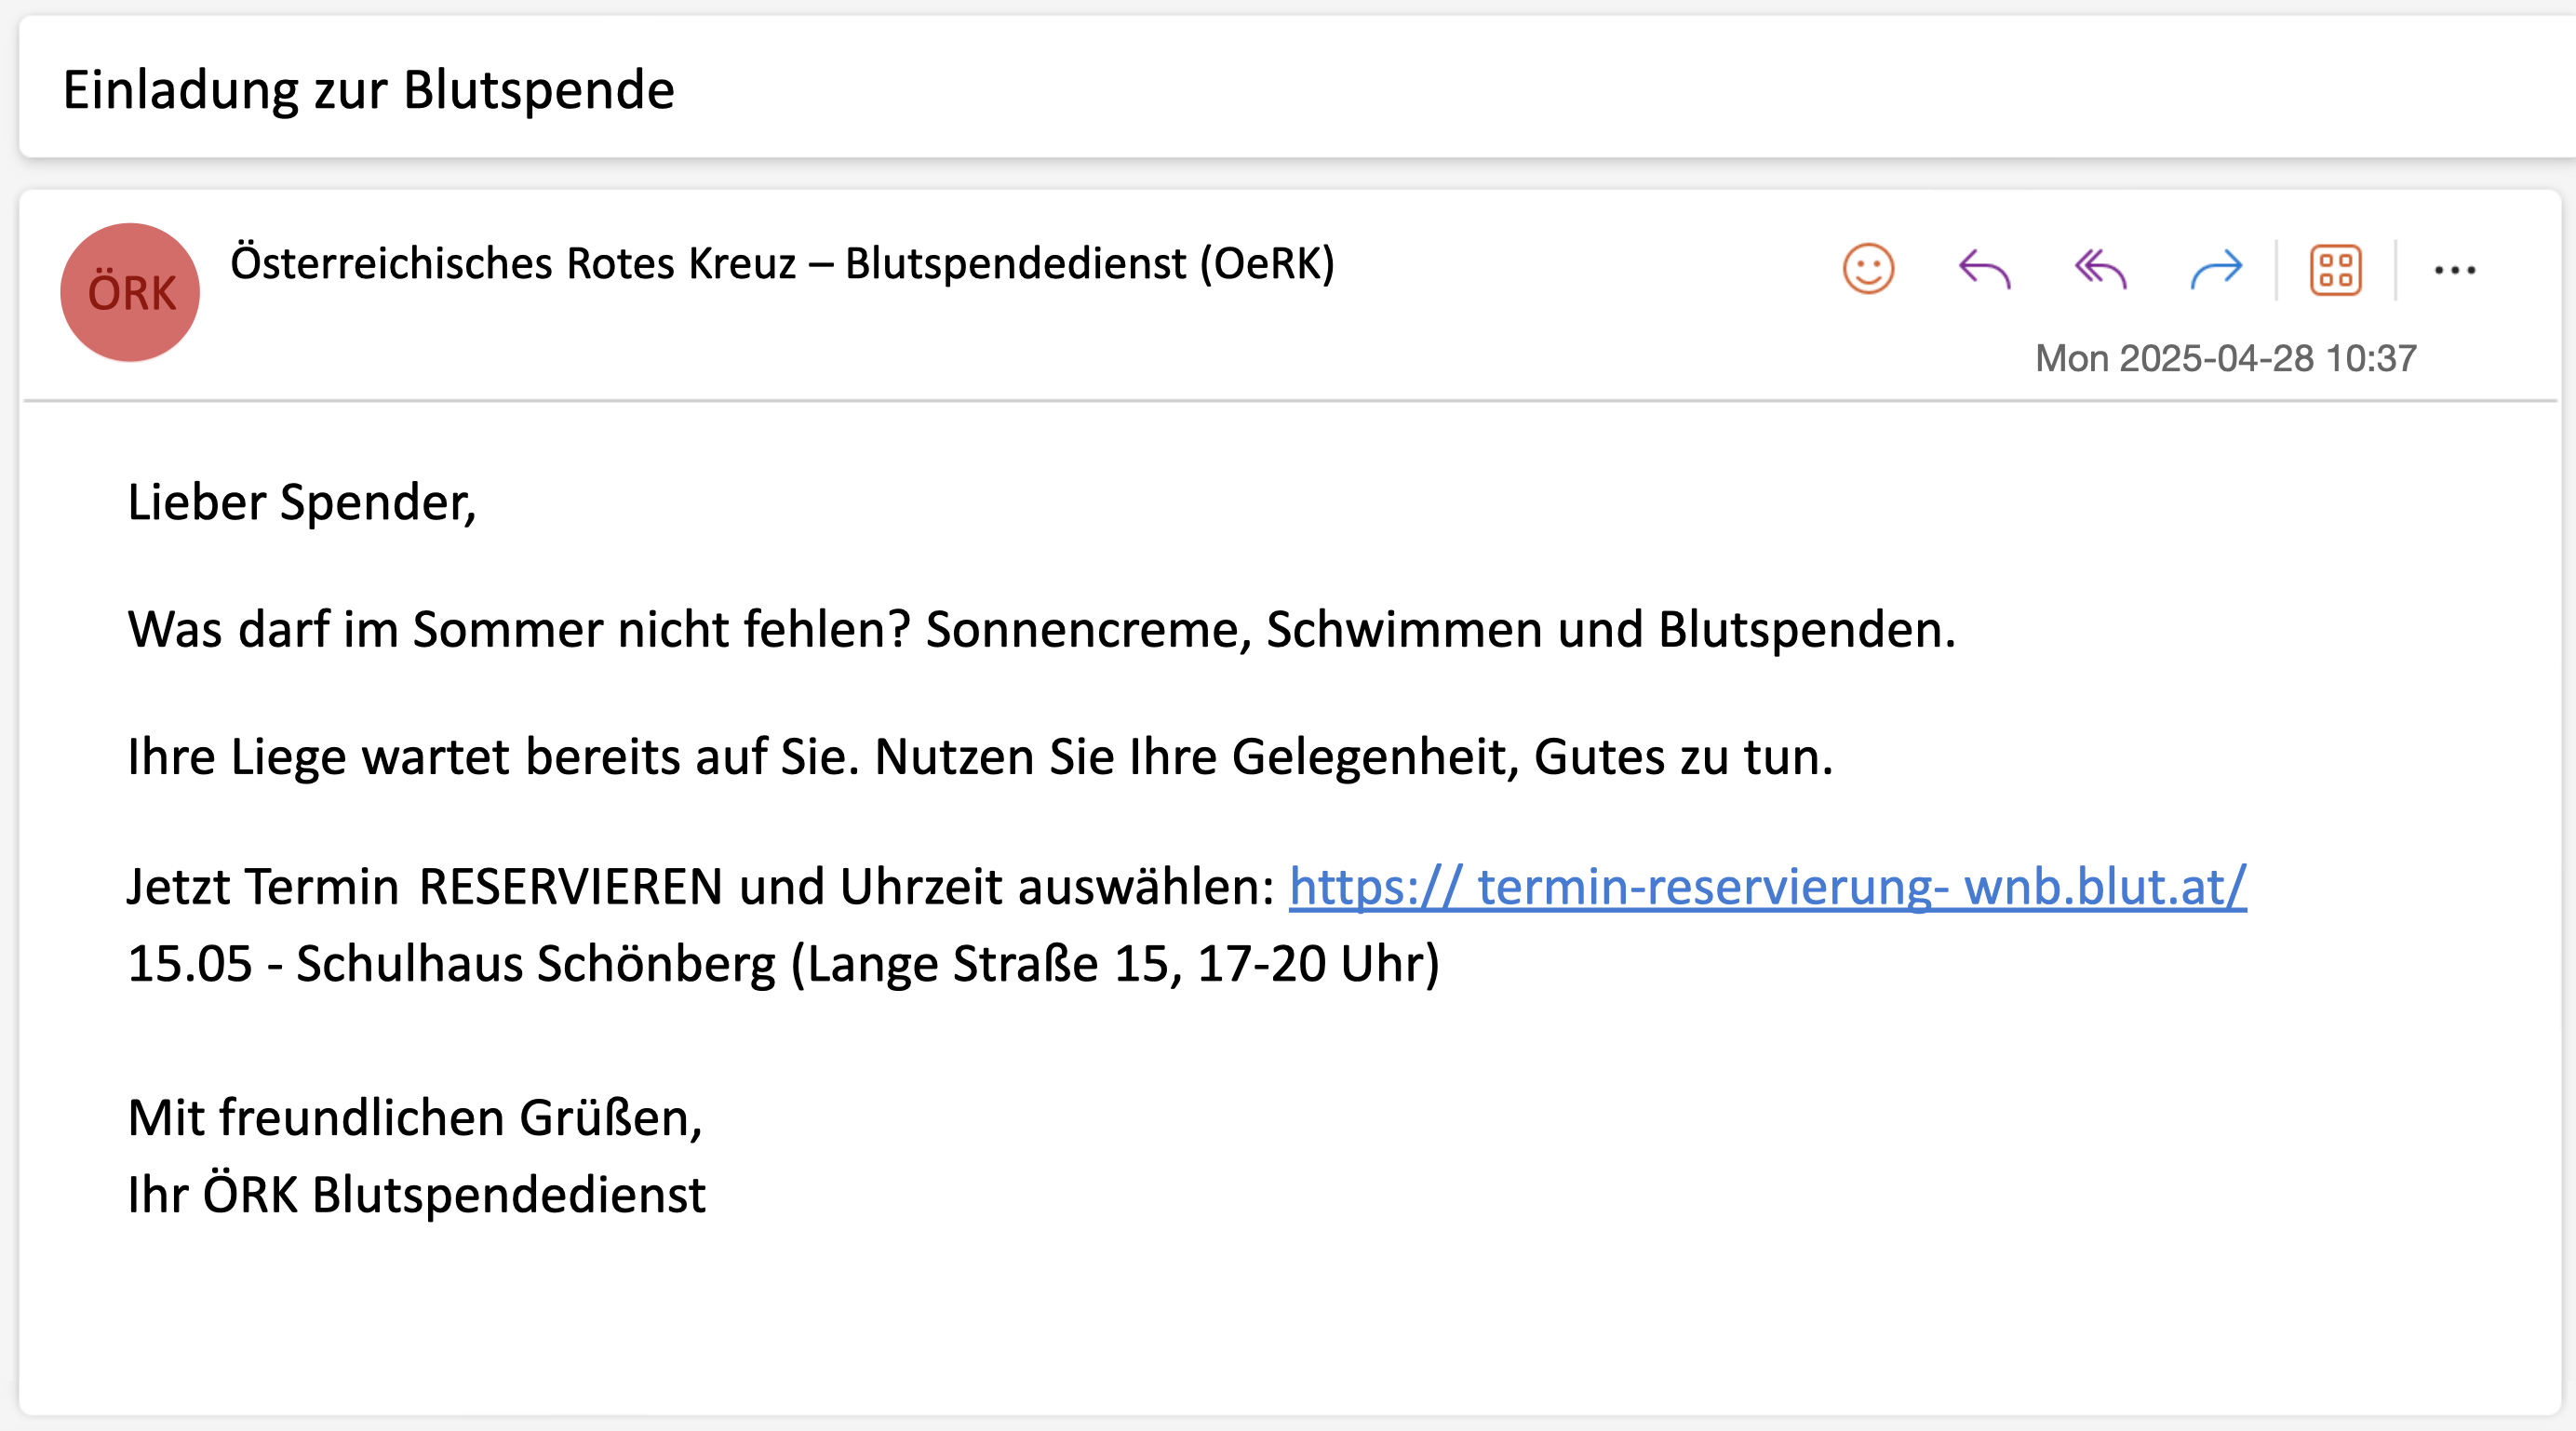 Einladung zur Blutspende
ÖRK
Österreichisches Rotes Kreuz – Blutspendedienst (OeRK)
Mon 2025-04-28 10:37
Lieber Spender,
Was darf im Sommer nicht fehlen? Sonnencreme, Schwimmen und Blutspenden.
Ihre Liege wartet bereits auf Sie. Nutzen Sie Ihre Gelegenheit, Gutes zu tun.
Jetzt Termin RESERVIEREN und Uhrzeit auswählen: https:// termin-reservierung- wnb.blut.at/
15.05 - Schulhaus Schönberg (Lange Straße 15, 17-20 Uhr)
Mit freundlichen Grüßen,
Ihr ÖRK Blutspendedienst